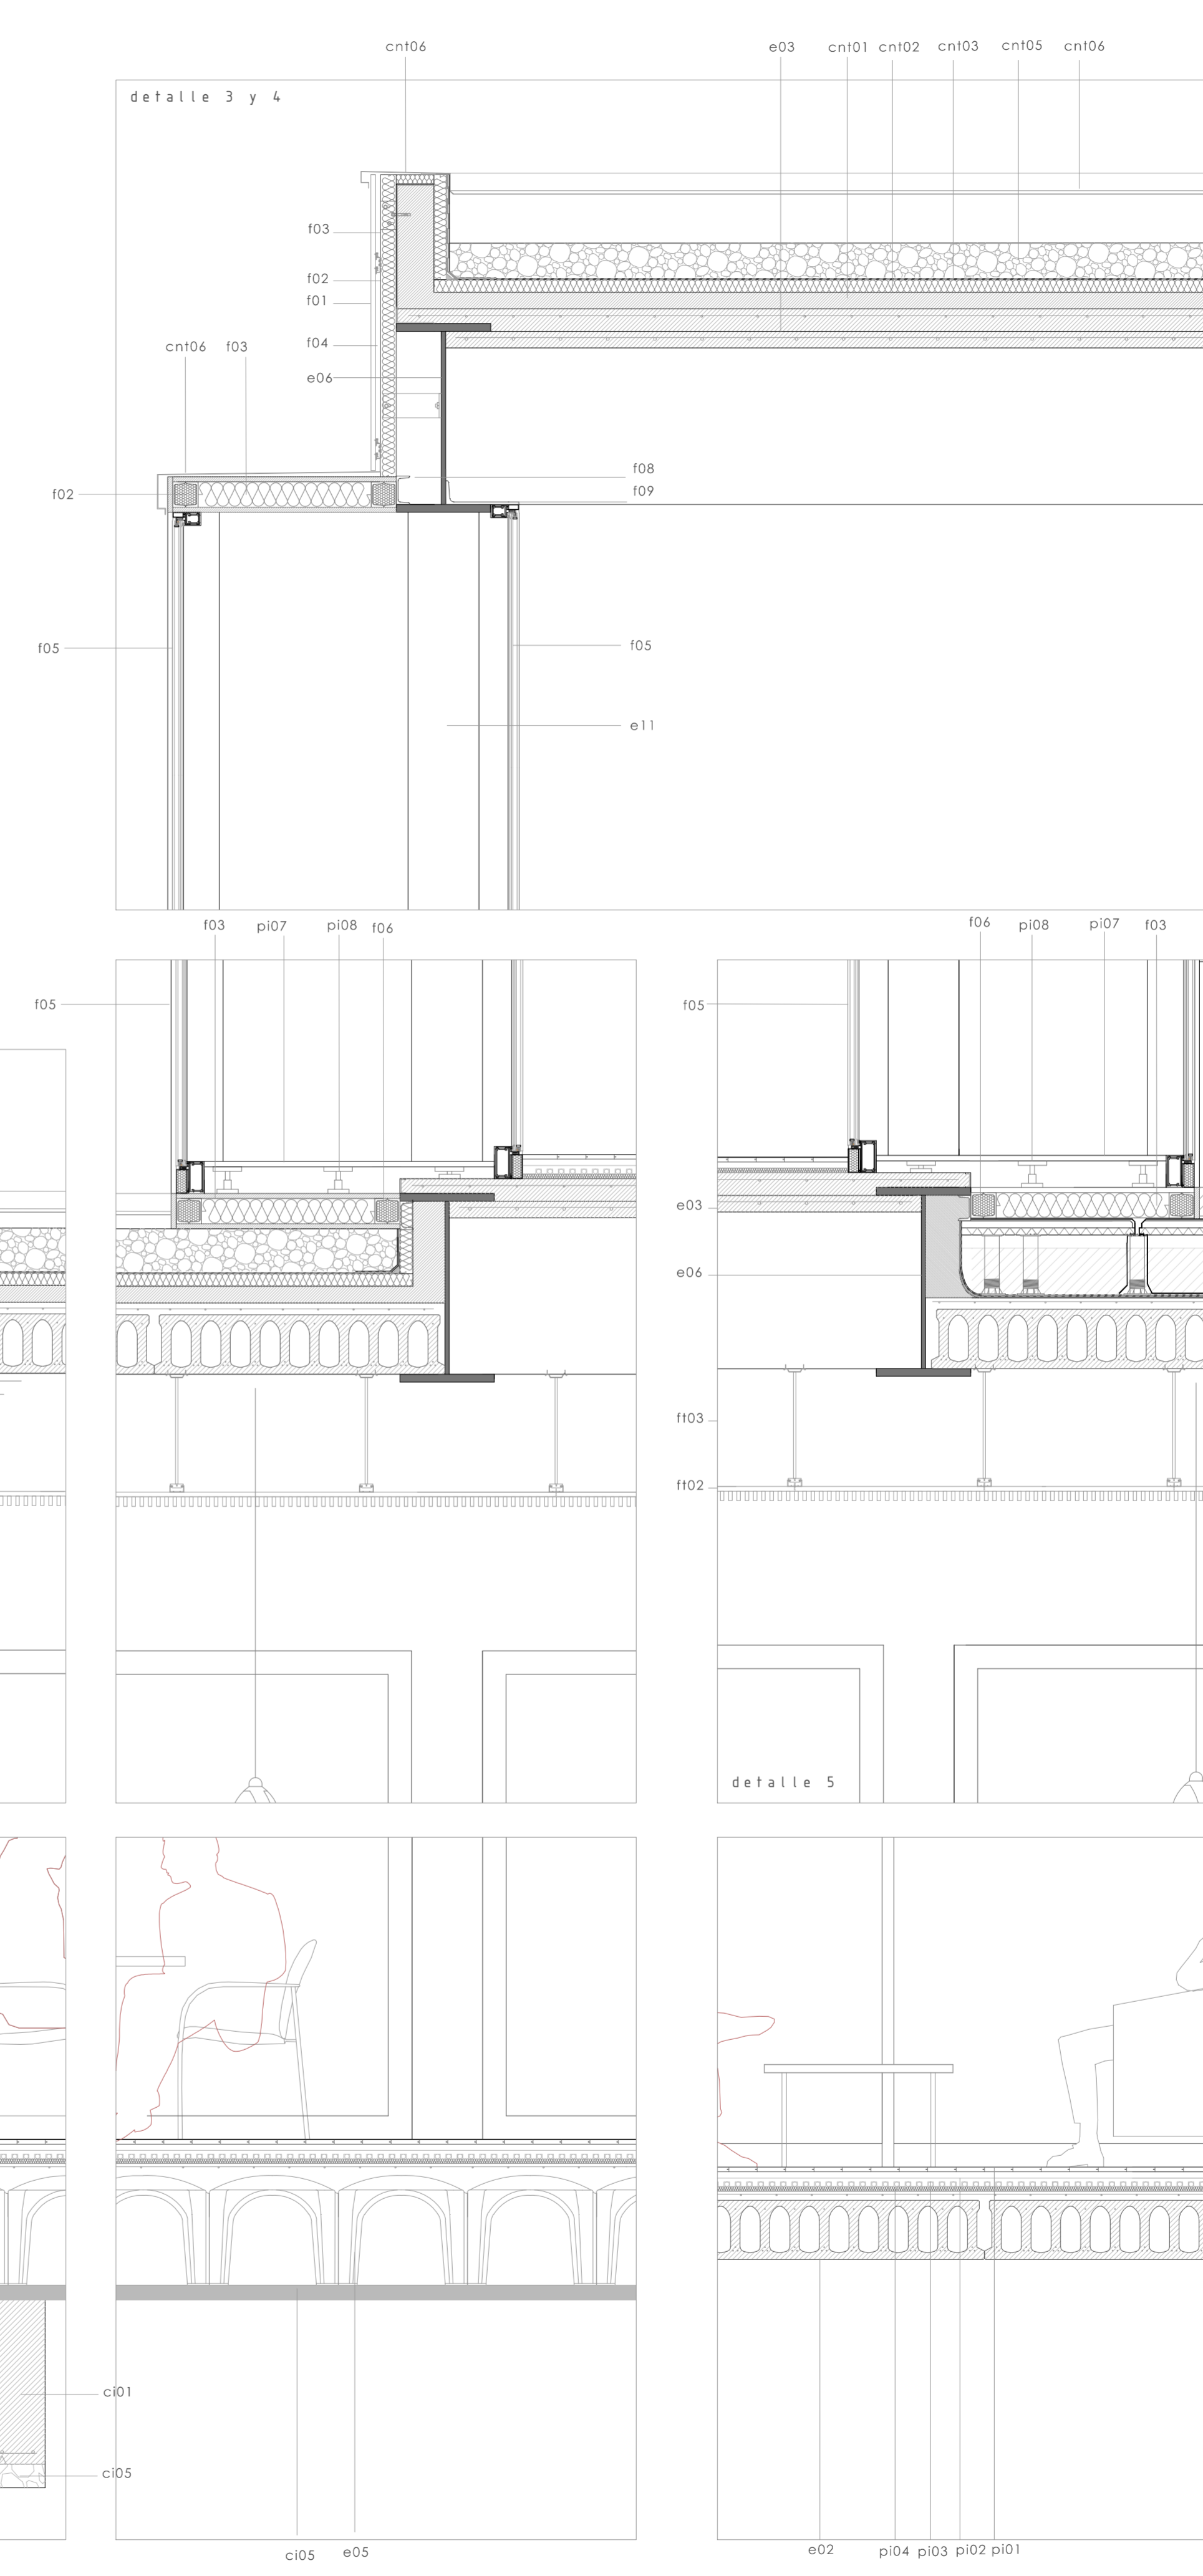 cnt06 e03 cnt01 cnt02 cnt03 cnt05 cnt06
detalle 3 y 4
f03
f02
f01
f04
cnt06 f03
e06
f08
f09
f02
f05
f05
e11
f03 pi07 pi08 f06
f06 pi08 pi07 f03
f05
f05
e03
e06
ft03
ft02
detalle 5
ci01
ci05
ci05 e05
e02 pi04 pi03 pi02 pi01